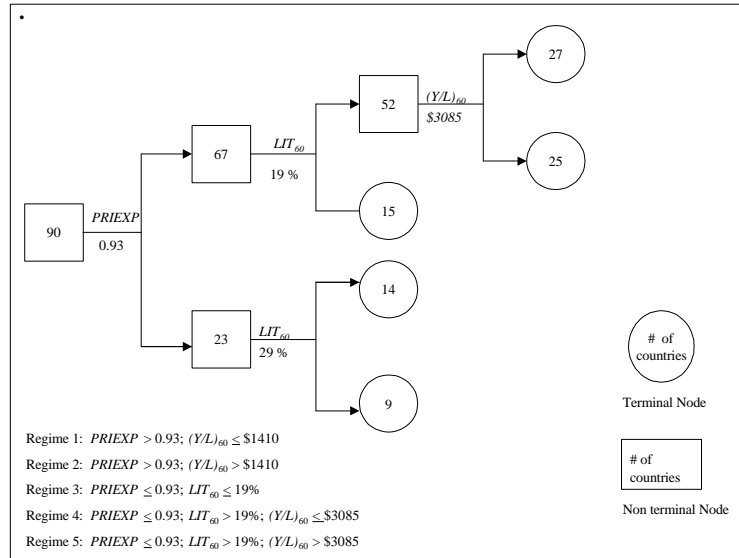 27
52
(Y/L)60
$3085
67
LIT60
19 %
25
15
90
PRIEXP
0.93
14
23
LIT60
29 %
9
# of
countries
Terminal Node
# of
countries
Non terminal Node
Regime 1: PRIEXP > 0.93; (Y/L)60 ≤ $1410
Regime 2: PRIEXP > 0.93; (Y/L)60 > $1410
Regime 3: PRIEXP ≤ 0.93; LIT60 ≤ 19%
Regime 4: PRIEXP ≤ 0.93; LIT60 > 19%; (Y/L)60 ≤ $3085
Regime 5: PRIEXP ≤ 0.93; LIT60 > 19%; (Y/L)60 > $3085